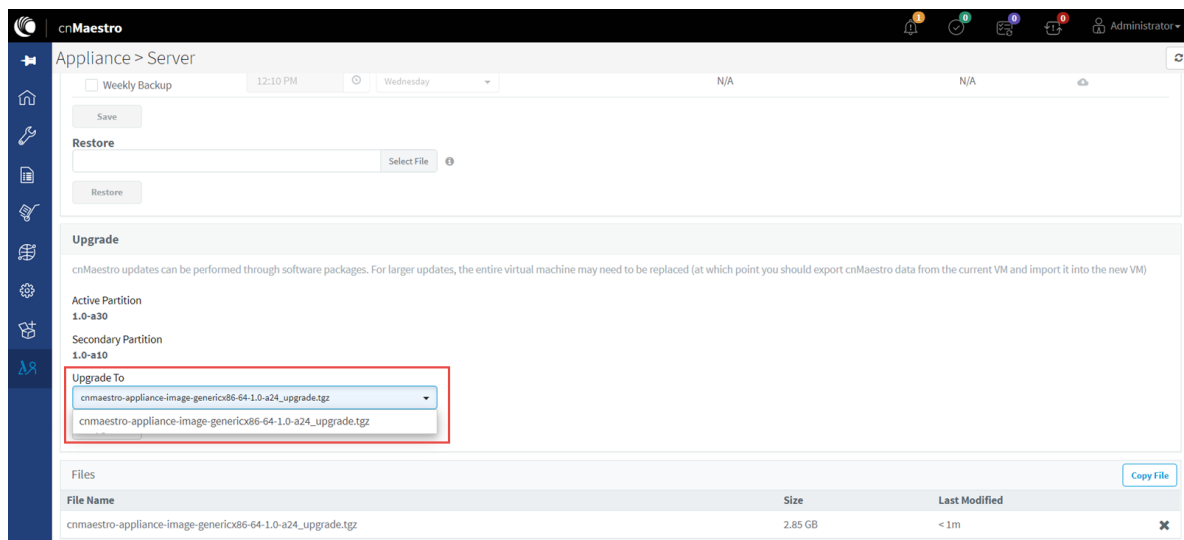 cnMaestro
1
0
0
0
Administrator
Appliance > Server
Weekly Backup
12:10 PM
Wednesday
N/A
N/A
Save
Restore
Select File
Restore
Upgrade
cnMaestro updates can be performed through software packages. For larger updates, the entire virtual machine may need to be replaced (at which point you should export cnMaestro data from the current VM and import it into the new VM)
Active Partition
1.0-a30
Secondary Partition
1.0-a10
Upgrade To
cnmaestro-appliance-image-genericx86-64-1.0-a24_upgrade.tgz
cnmaestro-appliance-image-genericx86-64-1.0-a24_upgrade.tgz
Files
Copy File
File Name Size Last Modified
cnmaestro-appliance-image-genericx86-64-1.0-a24_upgrade.tgz 2.85 GB < 1m